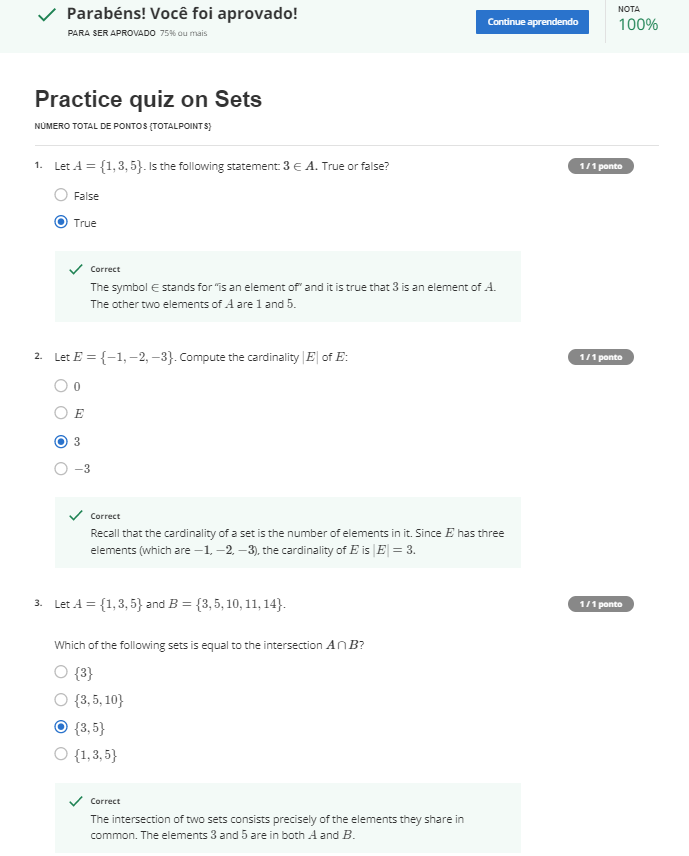 Parabéns! Você foi aprovado!
PARA SER APROVADO 75% ou mais
Continue aprendendo
NOTA
100%
Practice quiz on Sets
NÚMERO TOTAL DE PONTOS {TOTALPOINTS}
1. Let A = {1, 3, 5}. Is the following statement: 3 ∈ A. True or false?
1 / 1 ponto
False
True
Correct
The symbol ∈ stands for “is an element of” and it is true that 3 is an element of A.
The other two elements of A are 1 and 5.
2. Let E = {−1, −2, −3}. Compute the cardinality |E| of E:
1 / 1 ponto
0
E
3
−3
Correct
Recall that the cardinality of a set is the number of elements in it. Since E has three
elements (which are −1, −2, −3), the cardinality of E is |E| = 3.
3. Let A = {1, 3, 5} and B = {3, 5, 10, 11, 14}.
1 / 1 ponto
Which of the following sets is equal to the intersection A ∩ B?
{3}
{3, 5, 10}
{3, 5}
{1, 3, 5}
Correct
The intersection of two sets consists precisely of the elements they share in
common. The elements 3 and 5 are in both A and B.